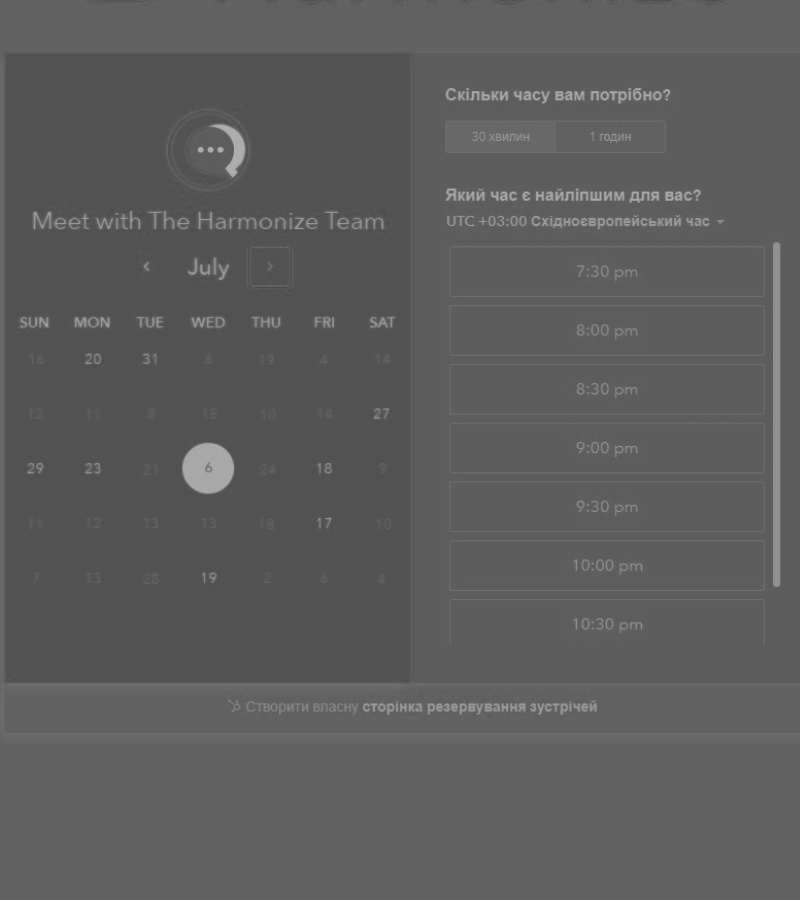 Meet with The Harmonize Team
July
SUN MON TUE WED THU FRI SAT
16 20 31 6 19 4 14
12 11 8 15 10 14 27
29 23 21 6 24 18 9
11 12 13 13 18 17 10
7 13 28 19 2 6 4
Скільки часу вам потрібно?
30 хвилин 1 годин
Який час є найліпшим для вас?
UTC +03:00 Східноєвропейський час
7:30 pm
8:00 pm
8:30 pm
9:00 pm
9:30 pm
10:00 pm
10:30 pm
Створити власну сторінка резервування зустрічей